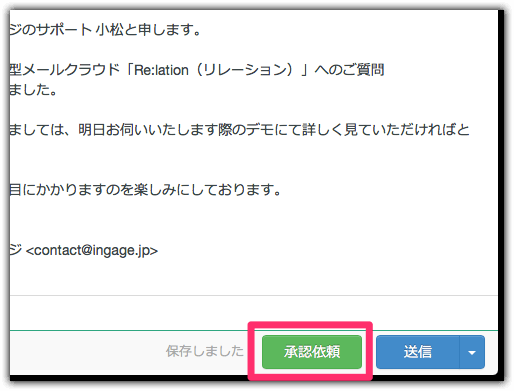 ジのサポート 小松と申します。
型メールクラウド「Re:lation（リレーション）」へのご質問
ました。
ましては、明日お伺いいたします際のデモにて詳しく見ていただければと
目にかかりますのを楽しみにしております。
ジ <contact@ingage.jp>
保存しました
承認依頼
送信